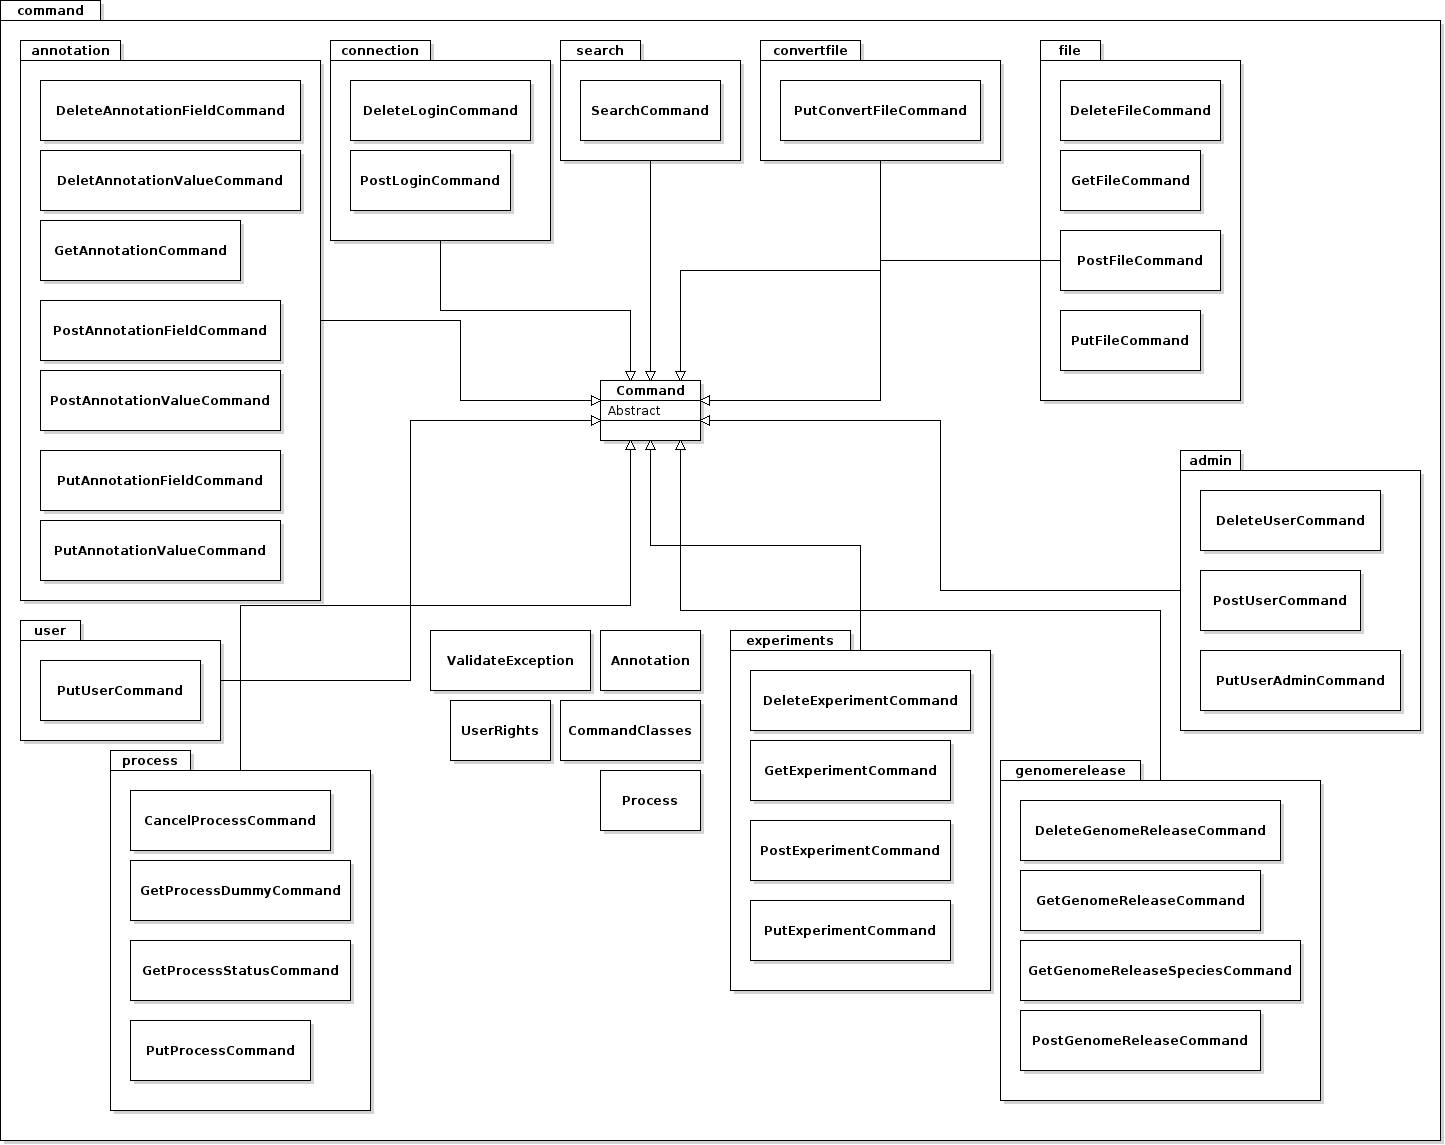 command
annotation
DeleteAnnotationFieldCommand
DeletAnnotationValueCommand
GetAnnotationCommand
PostAnnotationFieldCommand
PostAnnotationValueCommand
PutAnnotationFieldCommand
PutAnnotationValueCommand
connection
DeleteLoginCommand
PostLoginCommand
search
SearchCommand
convertfile
PutConvertFileCommand
file
DeleteFileCommand
GetFileCommand
PostFileCommand
PutFileCommand
Command
Abstract
admin
DeleteUserCommand
PostUserCommand
PutUserAdminCommand
user
PutUserCommand
process
CancelProcessCommand
GetProcessDummyCommand
GetProcessStatusCommand
PutProcessCommand
ValidateException
Annotation
UserRights
CommandClasses
Process
experiments
DeleteExperimentCommand
GetExperimentCommand
PostExperimentCommand
PutExperimentCommand
genomerelease
DeleteGenomeReleaseCommand
GetGenomeReleaseCommand
GetGenomeReleaseSpeciesCommand
PostGenomeReleaseCommand